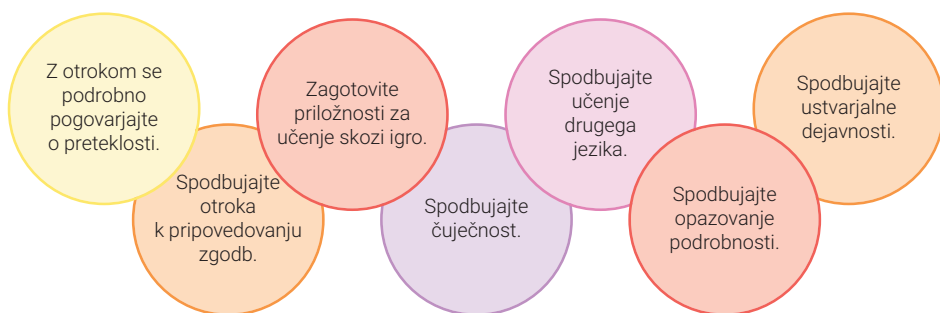 Z otrokom se
podrobno
pogovarjajte
o preteklosti.
Spodbujajte
otroka
k pripovedovanju
zgodb.
Zagotovite
priložnosti za
učenje skozi igro.
Spodbujajte
čuječnost.
Spodbujajte
učenje
drugega
jezika.
Spodbujajte
opazovanje
podrobnosti.
Spodbujajte
ustvarjalne
dejavnosti.